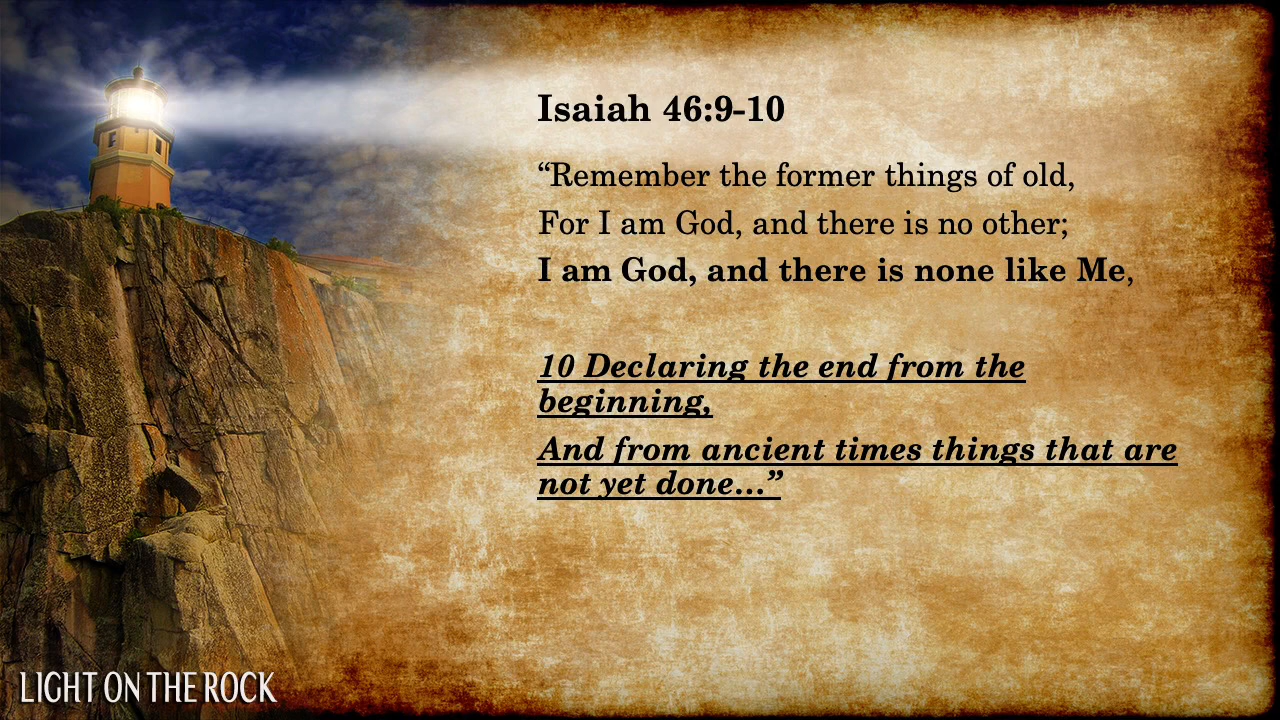 Isaiah 46:9-10
“Remember the former things of old,
For I am God, and there is no other;
I am God, and there is none like Me,
10 Declaring the end from the
beginning,
And from ancient times things that are
not yet done…”
LIGHT ON THE ROCK